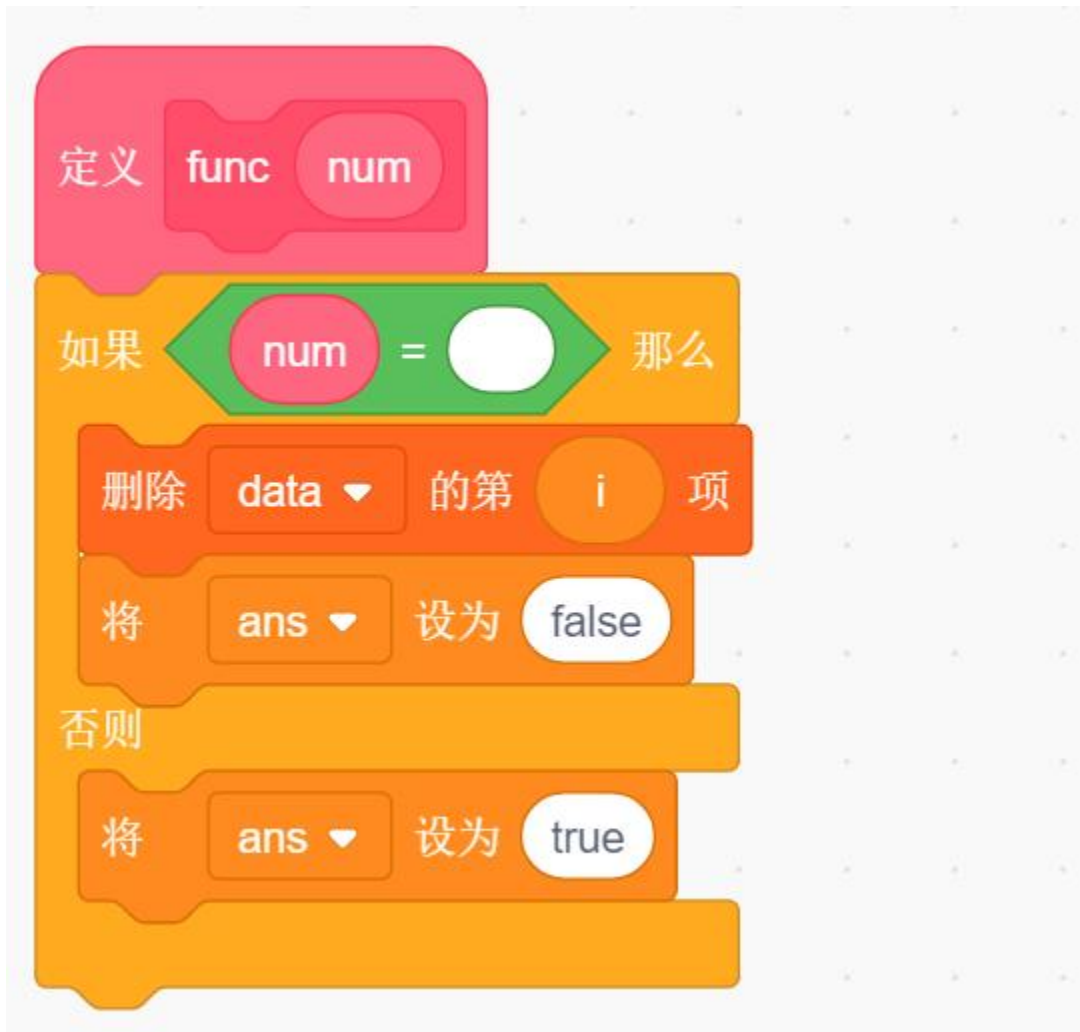 定义 func num
如果 num = 那么
删除 data 的第 i 项
将 ans 设为 false
否则
将 ans 设为 true